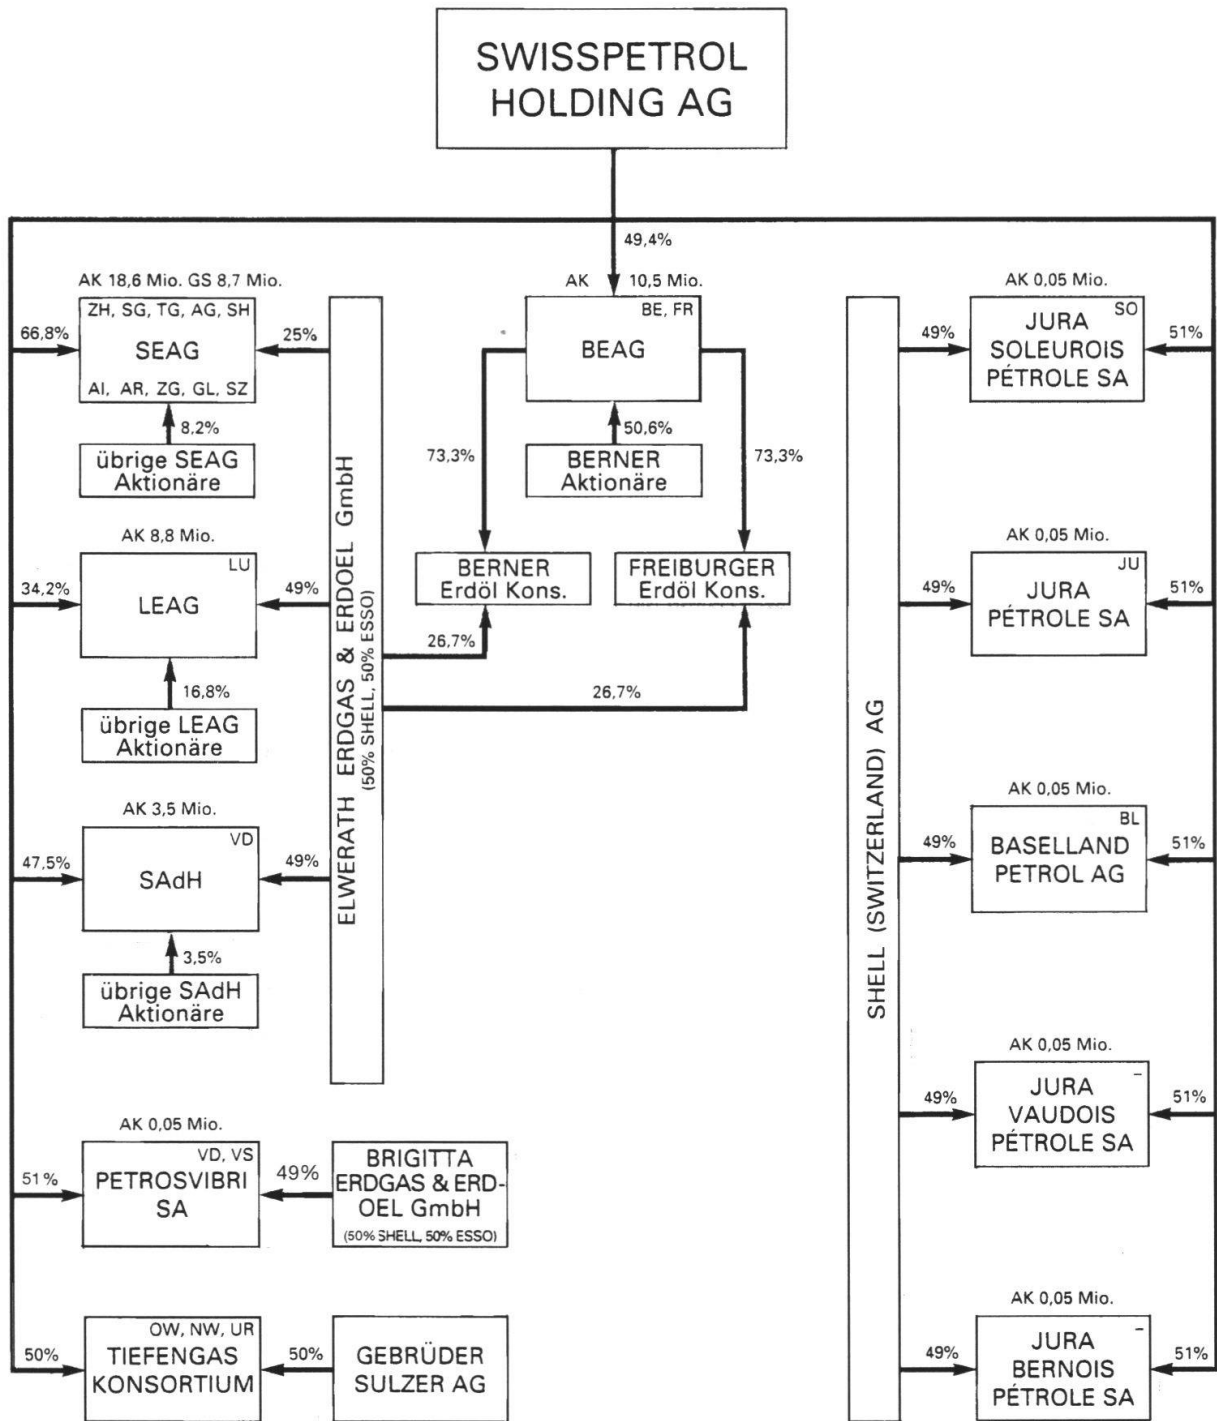 SWISSPETROL
HOLDING AG
49,4%
AK 18,6 Mio. GS 8,7 Mio.
ZH, SG, TG, AG, SH
SEAG
AI, AR, ZG, GL, SZ
66,8%
25%
8,2%
übrige SEAG
Aktionäre
AK 8,8 Mio.
LU
LEAG
34,2%
49%
16,8%
übrige LEAG
Aktionäre
AK 3,5 Mio.
VD
SAdH
47,5%
49%
3,5%
übrige SAdH
Aktionäre
AK 0,05 Mio.
VD, VS
PETROSVIBRI
SA
51%
49%
BRIGITTA
ERDGAS & ERD-
OEL GmbH
(50% SHELL, 50% ESSO)
OW, NW, UR
TIEFENGAS
KONSORTIUM
50%
50%
GEBRÜDER
SULZER AG
ELWERATH ERDGAS & ERDOEL GmbH
(50% SHELL, 50% ESSO)
AK 10,5 Mio.
BE, FR
BEAG
50,6%
BERNER
Aktionäre
73,3%
73,3%
BERNER
Erdöl Kons.
FREIBURGER
Erdöl Kons.
26,7%
26,7%
SHELL (SWITZERLAND) AG
AK 0,05 Mio.
SO
JURA
SOLEUROIS
PÉTROLE SA
49%
51%
AK 0,05 Mio.
JU
JURA
PÉTROLE SA
49%
51%
AK 0,05 Mio.
BL
BASELLAND
PETROL AG
49%
51%
AK 0,05 Mio.
–
JURA
VAUDOIS
PÉTROLE SA
49%
51%
AK 0,05 Mio.
–
JURA
BERNOIS
PÉTROLE SA
49%
51%